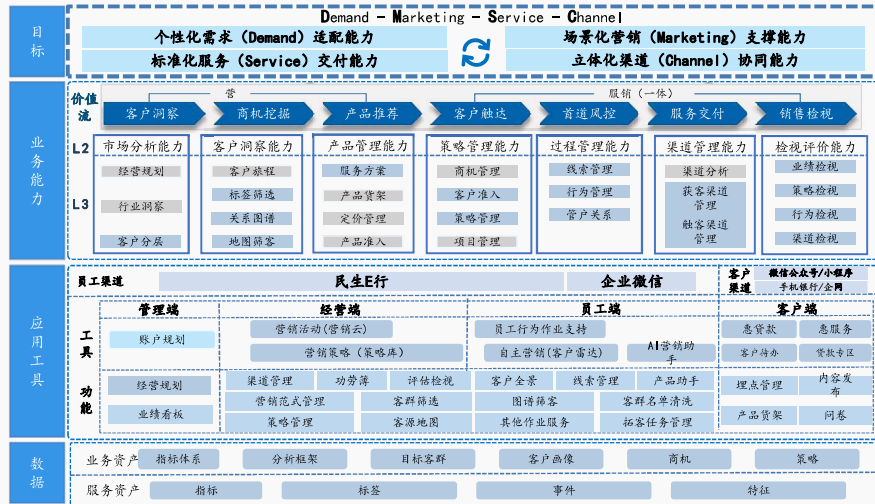 目标
Demand – Marketing – Service – Channel
个性化需求（Demand）适配能力
场景化营销（Marketing）支撑能力
标准化服务（Service）交付能力
立体化渠道（Channel）协同能力
业务能力
价值流
营
服销（一体）
客户洞察 商机挖掘 产品推荐 客户触达 首道风控 服务交付 销售检视
L2 市场分析能力 客户洞察能力 产品管理能力 策略管理能力 过程管理能力 渠道管理能力 检视评价能力
L3
经营规划
行业洞察
客户分层
客户旅程
标签筛选
关系图谱
地图筛客
服务方案
产品货架
定价管理
产品准入
商机管理
客户准入
策略管理
项目管理
线索管理
行为管理
管户关系
渠道分析
获客渠道
管理
触客渠道
管理
业绩检视
策略检视
行为检视
渠道检视
应用工具
员工渠道 民生E行 企业微信
客户渠道
微信公众号/小程序
手机银行/企网
管理端 经营端 员工端 客户端
工具
账户规划
营销活动(营销云)
营销策略（策略库）
员工行为作业支持
自主营销(客户雷达)
AI营销助手
惠贷款 惠服务
客户待办 贷款专区
功能
经营规划
业绩看板
渠道管理 功劳簿 评估检视 客户全景 线索管理 产品助手
营销范式管理 客群筛选 图谱筛客 客群名单清洗
策略管理 客源地图 其他作业服务 拓客任务管理
埋点管理 内容发布
产品货架 问卷
数据
业务资产 指标体系 分析框架 目标客群 客户画像 商机 策略
服务资产 指标 标签 事件 特征